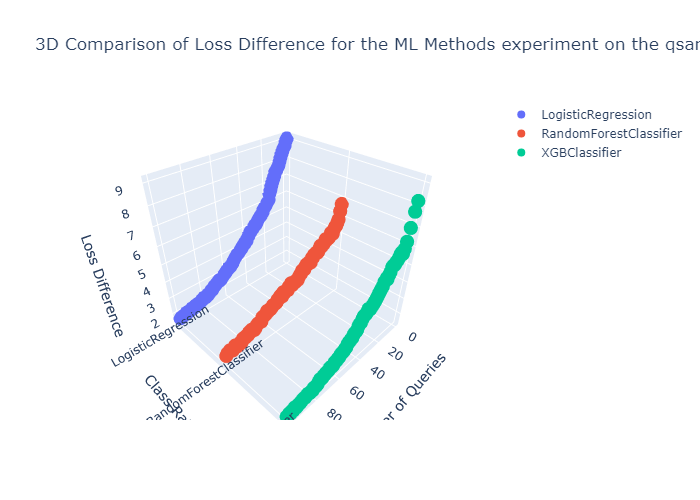 3D Comparison of Loss Difference for the ML Methods experiment on the
LogisticRegression
RandomForestClassifier
XGBClassifier
9
8
7
6
5
4
3
2
Loss Difference
LogisticRegression
RandomForestClassifier
0
20
40
60
80
of Queries